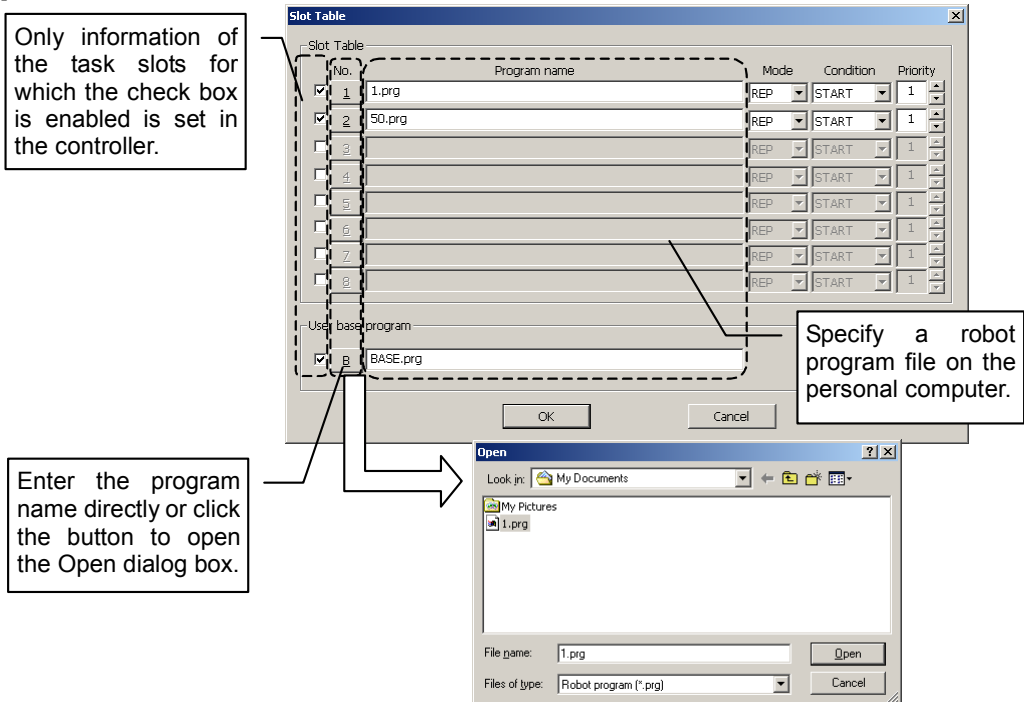 Slot Table
Only information of
the task slots for
which the check box
is enabled is set in
the controller.
Slot Table
No. Program name Mode Condition Priority
1 1.prg REP START 1
2 50.prg REP START 1
3 REP START 1
4 REP START 1
5 REP START 1
6 REP START 1
7 REP START 1
8 REP START 1
User base program
B BASE.prg
Specify a robot
program file on the
personal computer.
OK Cancel
Enter the program
name directly or click
the button to open
the Open dialog box.
Open
Look in: My Documents
My Pictures
1.prg
File name: 1.prg Open
Files of type: Robot program (*.prg) Cancel